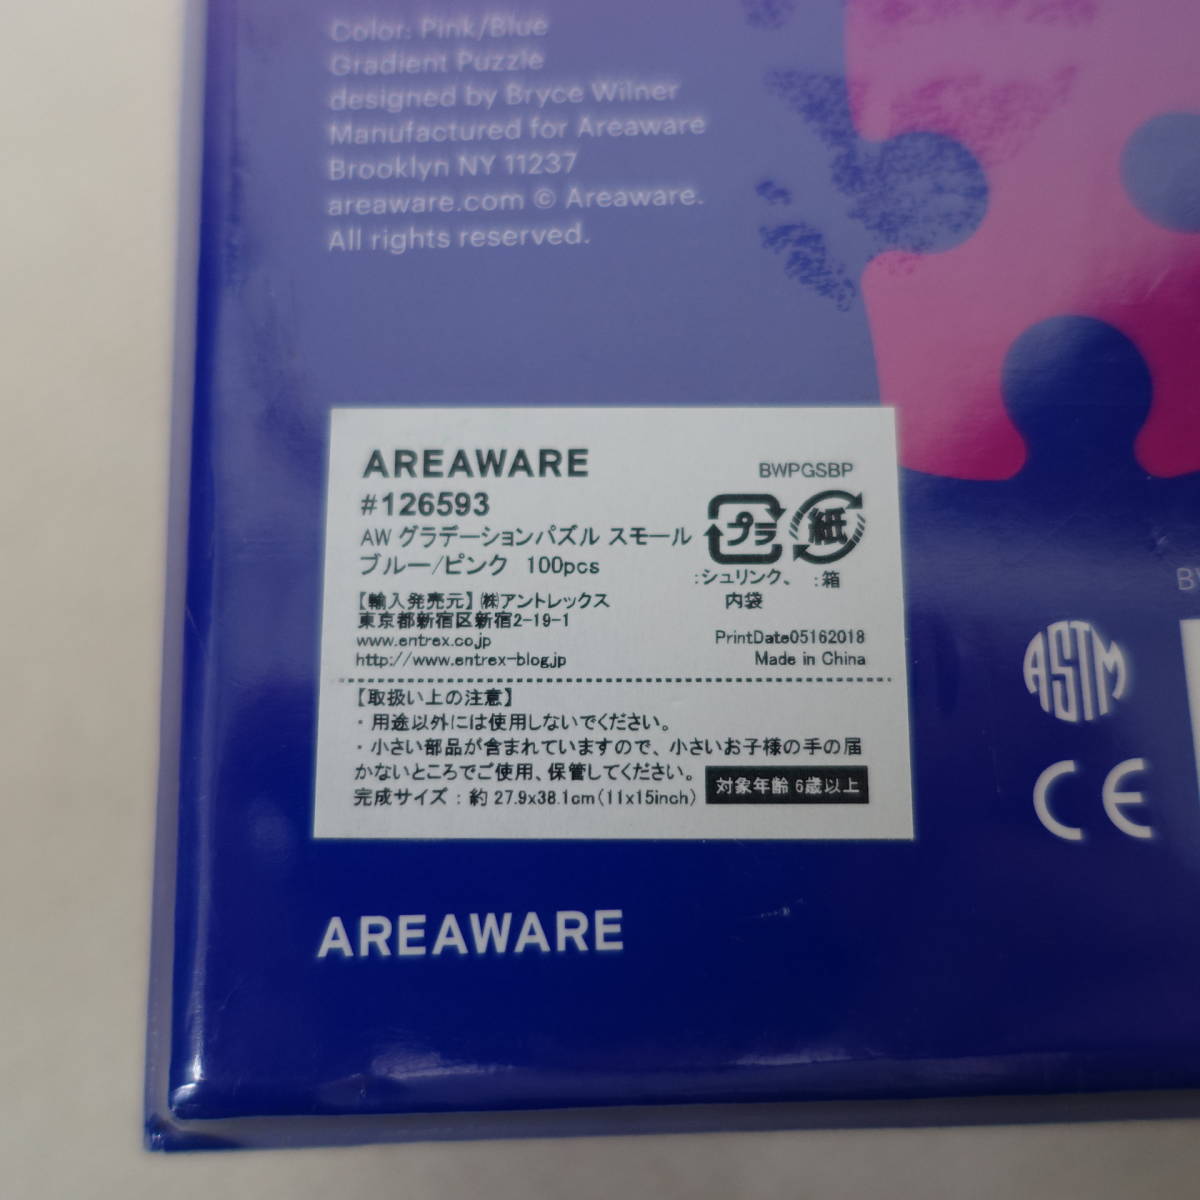 Color: Pink/Blue
Gradient Puzzle
designed by Bryce Wilner
Manufactured for Areaware
Brooklyn NY 11237
areaware.com © Areaware.
All rights reserved.
AREAWARE
BWPGSBP
#126593
AW グラデーションパズル スモール
ブルー/ピンク 100pcs
プラ
紙
:シュリンク、
内袋
:箱
【輸入発売元】㈱アントレックス
東京都新宿区新宿2-19-1
www.entrex.co.jp
http://www.entrex-blog.jp
PrintDate05162018
Made in China
【取扱い上の注意】
・用途以外には使用しないでください。
・小さい部品が含まれていますので、小さいお子様の手の届
かないところでご使用、保管してください。
完成サイズ：約 27.9x38.1cm(11x15inch)
対象年齢 6歳以上
ASTM
CE
AREAWARE